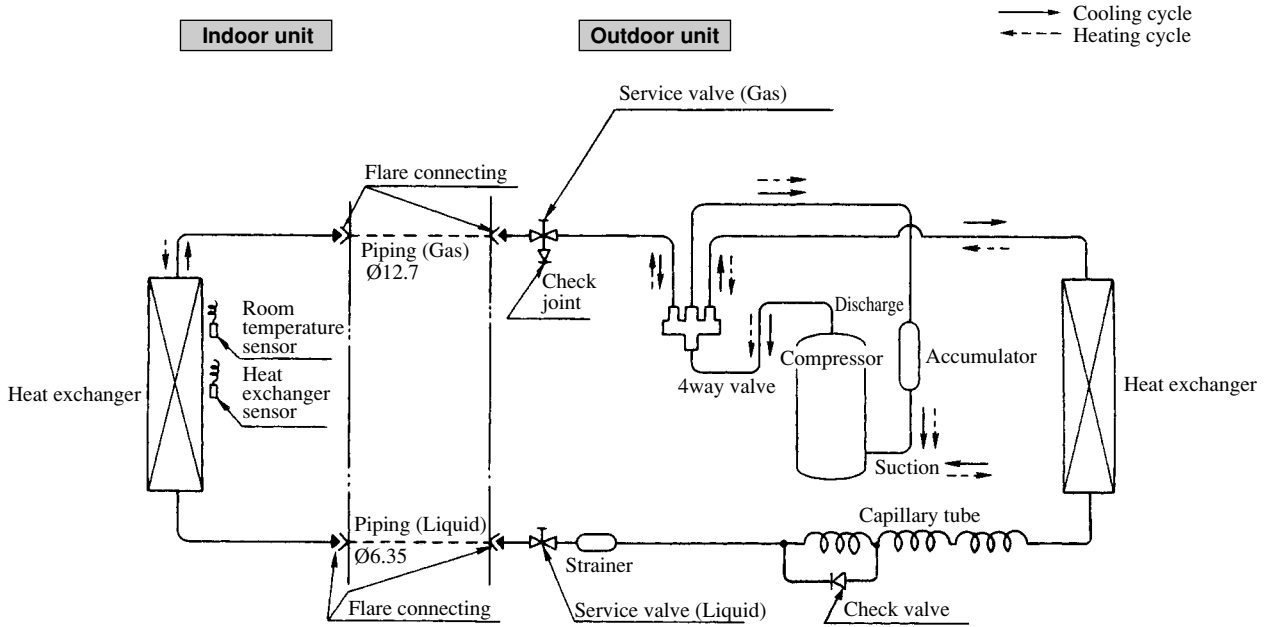 Cooling cycle
Heating cycle
Indoor unit
Outdoor unit
Service valve (Gas)
Flare connecting
Piping (Gas)
Ø12.7
Check
joint
Room
temperature
sensor
Heat
exchanger
sensor
Heat exchanger
Discharge
Compressor
Accumulator
4way valve
Heat exchanger
Suction
Piping (Liquid)
Ø6.35
Capillary tube
Strainer
Flare connecting
Service valve (Liquid)
Check valve